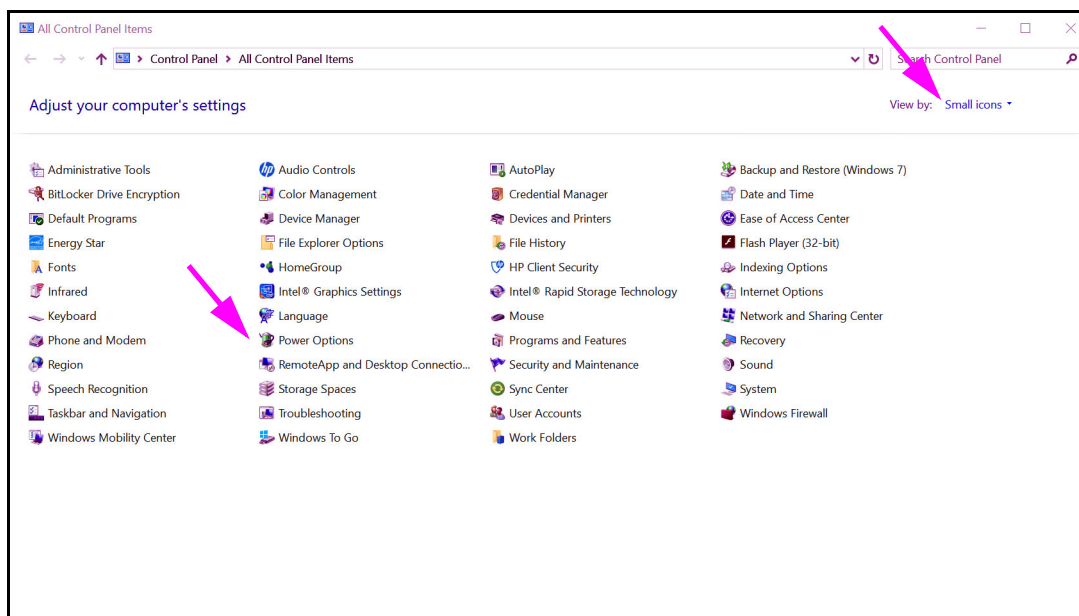 All Control Panel Items
Control Panel > All Control Panel Items
Search Control Panel
Adjust your computer's settings
View by: Small icons
Administrative Tools
Audio Controls
AutoPlay
Backup and Restore (Windows 7)
BitLocker Drive Encryption
Color Management
Credential Manager
Date and Time
Default Programs
Device Manager
Devices and Printers
Ease of Access Center
Energy Star
File Explorer Options
File History
Flash Player (32-bit)
Fonts
HomeGroup
HP Client Security
Indexing Options
Infrared
Intel® Graphics Settings
Intel® Rapid Storage Technology
Internet Options
Keyboard
Language
Mouse
Network and Sharing Center
Phone and Modem
Power Options
Programs and Features
Recovery
Region
RemoteApp and Desktop Connectio...
Security and Maintenance
Sound
Speech Recognition
Storage Spaces
Sync Center
System
Taskbar and Navigation
Troubleshooting
User Accounts
Windows Firewall
Windows Mobility Center
Windows To Go
Work Folders